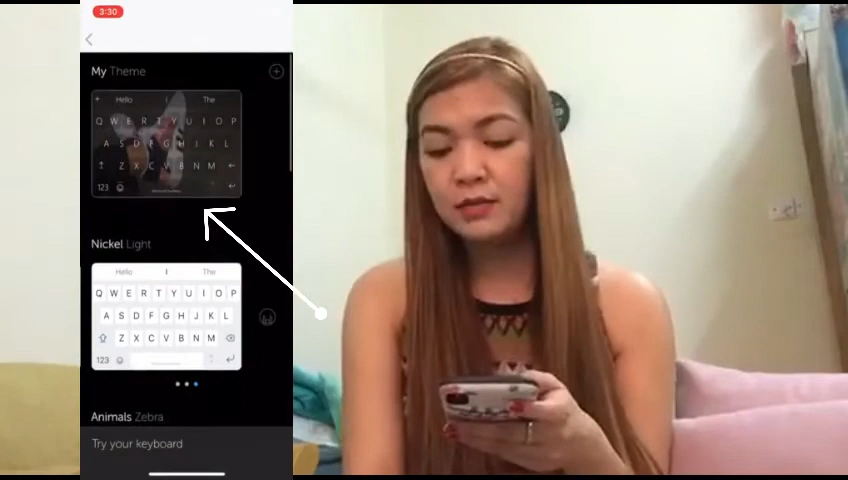 3:30
My Theme
Hello I The
Q W E R T Y U I O P
A S D F G H J K L
Z X C V B N M
123
Nickel Light
Hello I The
Q W E R T Y U I O P
A S D F G H J K L
Z X C V B N M
123
Animals Zebra
Try your keyboard